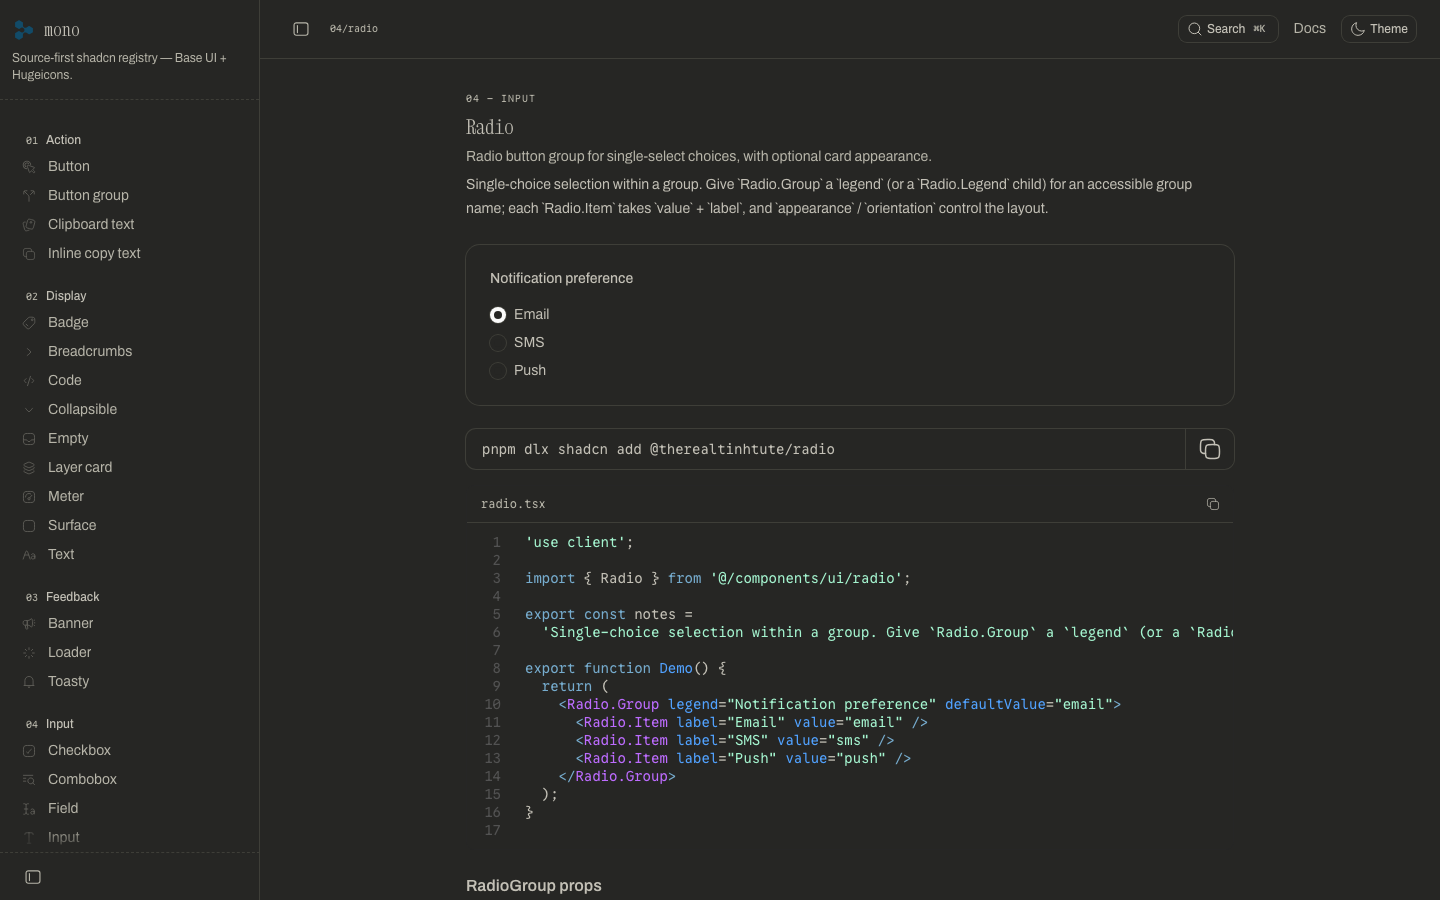 mono
Source-first shadcn registry — Base UI +
Hugeicons.
01 Action
Button
Button group
Clipboard text
Inline copy text
02 Display
Badge
Breadcrumbs
Code
Collapsible
Empty
Layer card
Meter
Surface
Aa Text
03 Feedback
Banner
Loader
Toasty
04 Input
Checkbox
Combobox
Field
Input
04/radio
Search ⌘K
Docs
Theme
04 — INPUT
Radio
Radio button group for single-select choices, with optional card appearance.
Single-choice selection within a group. Give `Radio.Group` a `legend` (or a `Radio.Legend` child) for an accessible group
name; each `Radio.Item` takes `value` + `label`, and `appearance` / `orientation` control the layout.
Notification preference
Email
SMS
Push
pnpm dlx shadcn add @therealtinhtute/radio
radio.tsx
1 'use client';
2
3 import { Radio } from '@/components/ui/radio';
4
5 export const notes =
6 'Single-choice selection within a group. Give `Radio.Group` a `legend` (or a `Radio
7
8 export function Demo() {
9 return (
10 <Radio.Group legend="Notification preference" defaultValue="email">
11 <Radio.Item label="Email" value="email" />
12 <Radio.Item label="SMS" value="sms" />
13 <Radio.Item label="Push" value="push" />
14 </Radio.Group>
15 );
16 }
17
RadioGroup props